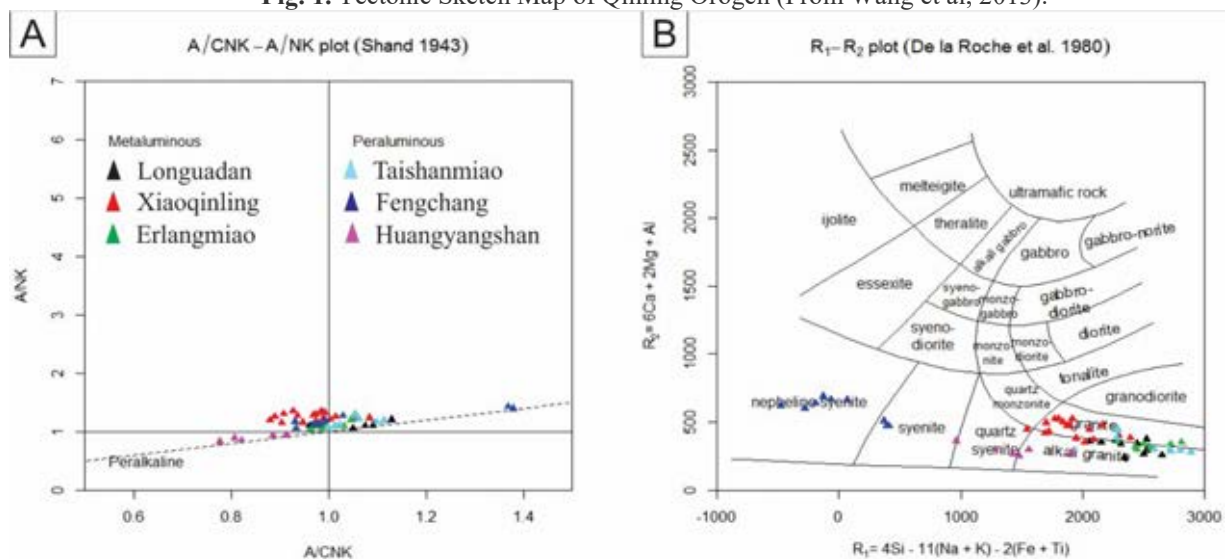 Fig. 1. Tectonic Sketch Map of Qinling Orogen (From Wang et al, 2015).
A
A/CNK–A/NK plot (Shand 1943)
7
6
5
4
3
2
1
0
A/NK
Metaluminous
Peraluminous
Longuadan
Taishanmiao
Xiaoqinling
Fengchang
Erlangmiao
Huangyangshan
Peralkaline
0.6
0.8
1.0
1.2
1.4
A/CNK
B
R₁–R₂ plot (De la Roche et al. 1980)
3000
2500
2000
1500
1000
500
0
R₂= 6Ca + 2Mg + Al
melteigite
ultramafic rock
ijolite
theralite
alkali gabbro
gabbro
gabbro-norite
essexite
syeno-
gabbro
monzo-
gabbro
gabbro-
diorite
syeno-
diorite
monzo
nite
monzo-
diorite
diorite
tonalite
nepheline syenite
quartz
monzonite
granodiorite
syenite
quartz
syenite
granite
alkali granite
-1000
0
1000
2000
3000
R₁= 4Si - 11(Na + K) - 2(Fe + Ti)